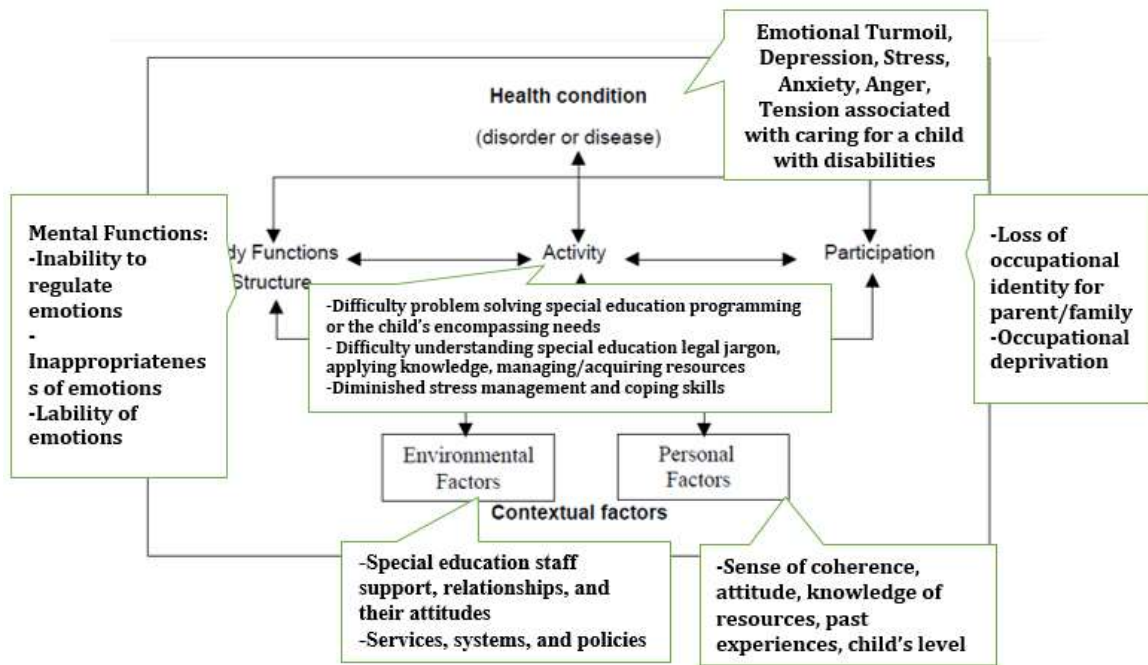 Emotional Turmoil,
Depression, Stress,
Anxiety, Anger,
Tension associated
with caring for a child
with disabilities
Health condition
(disorder or disease)
Mental Functions:
-Inability to
regulate
emotions
-
Inappropriatenes
s of emotions
-Lability of
emotions
dy Functions
Structure
Activity
Participation
-Loss of
occupational
identity for
parent/family
-Occupational
deprivation
-Difficulty problem solving special education programming
or the child's encompassing needs
- Difficulty understanding special education legal jargon,
applying knowledge, managing/acquiring resources
-Diminished stress management and coping skills
Environmental
Factors
Personal
Factors
Contextual factors
-Special education staff
support, relationships, and
their attitudes
-Services, systems, and policies
-Sense of coherence,
attitude, knowledge of
resources, past
experiences, child's level